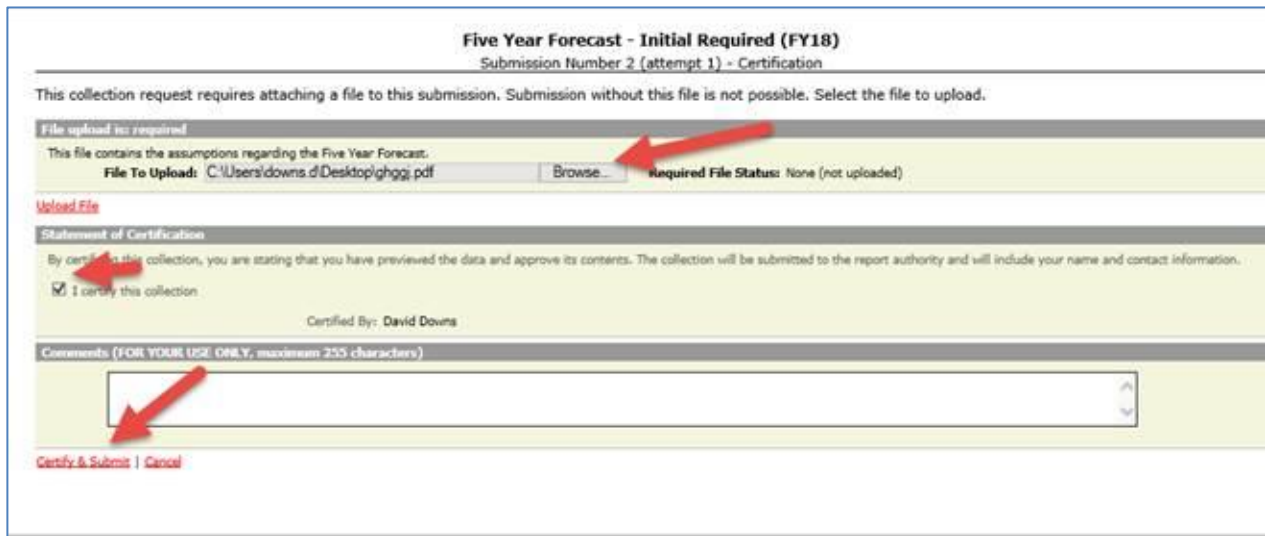 Five Year Forecast - Initial Required (FY18)
Submission Number 2 (attempt 1) - Certification
This collection request requires attaching a file to this submission. Submission without this file is not possible. Select the file to upload.
File upload is: required
This file contains the assumptions regarding the Five Year Forecast.
File To Upload: C:\Users\downs.d\Desktop\ghggj.pdf Browse... Required File Status: None (not uploaded)
Upload File
Statement of Certification
By certifying this collection, you are stating that you have previewed the data and approve its contents. The collection will be submitted to the report authority and will include your name and contact information.
I certify this collection
Certified By: David Downs
Comments (FOR YOUR USE ONLY, maximum 255 characters)
Certify & Submit | Cancel